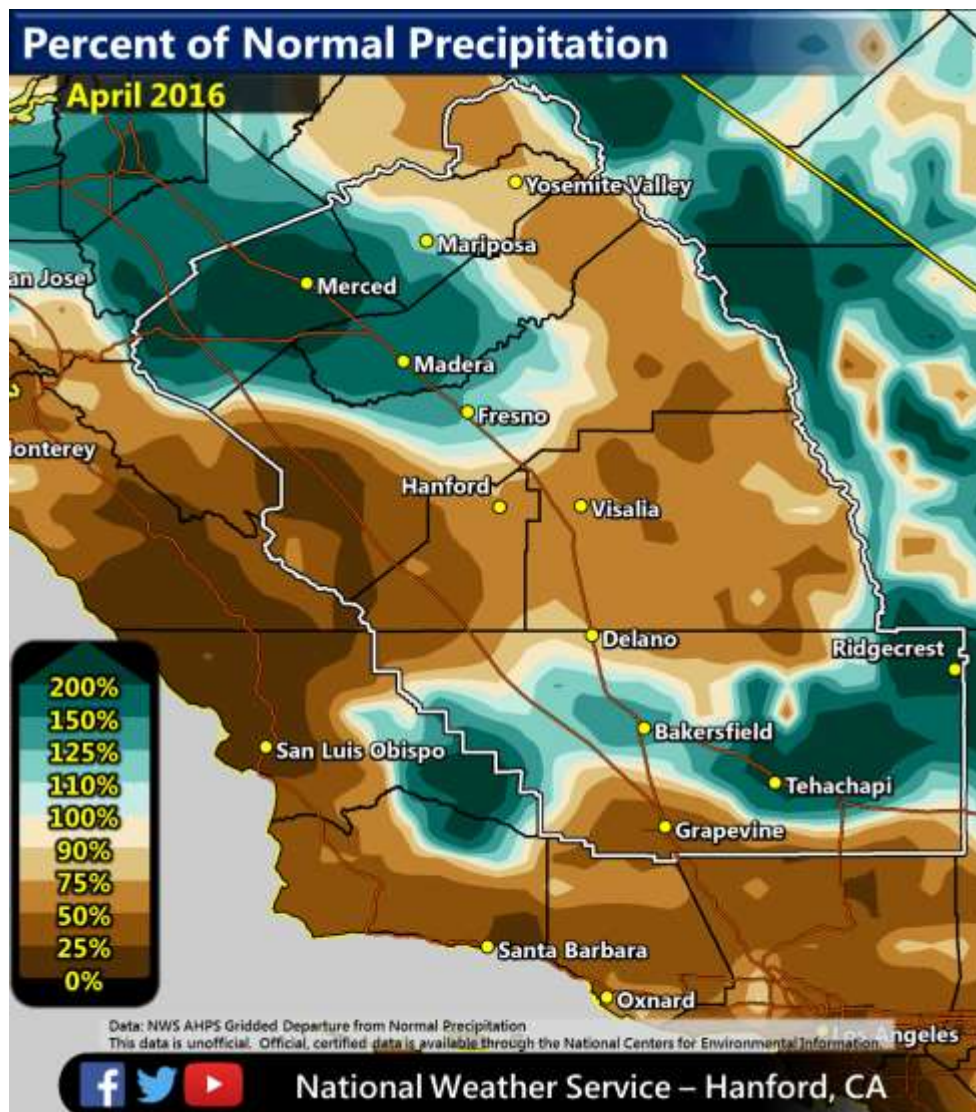 Percent of Normal Precipitation
April 2016
Yosemite Valley
Mariposa
an Jose
Merced
Madera
Fresno
Monterey
Hanford
Visalia
Delano
Ridgecrest
200%
150%
125%
110%
100%
90%
75%
50%
25%
0%
Bakersfield
San Luis Obispo
Tehachapi
Grapevine
Santa Barbara
Oxnard
Los Angeles
Data: NWS AHPS Gridded Departure from Normal Precipitation
This data is unofficial. Official, certified data is available through the National Centers for Environmental Information.
National Weather Service – Hanford, CA